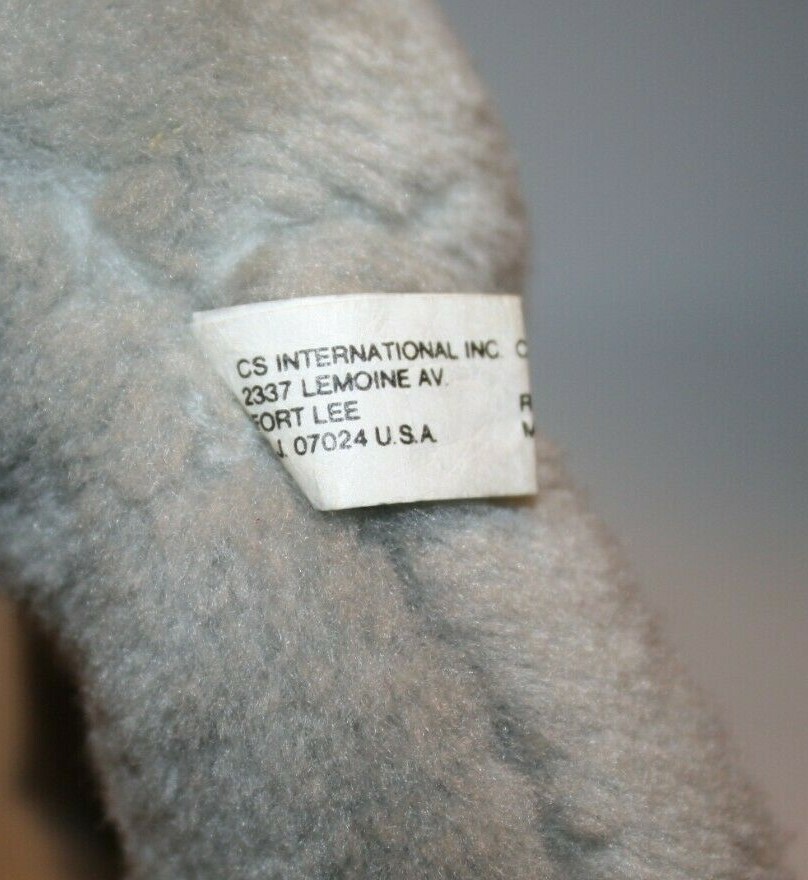 CS INTERNATIONAL INC.
2337 LEMOINE AV.
FORT LEE
J. 07024 U.S.A.